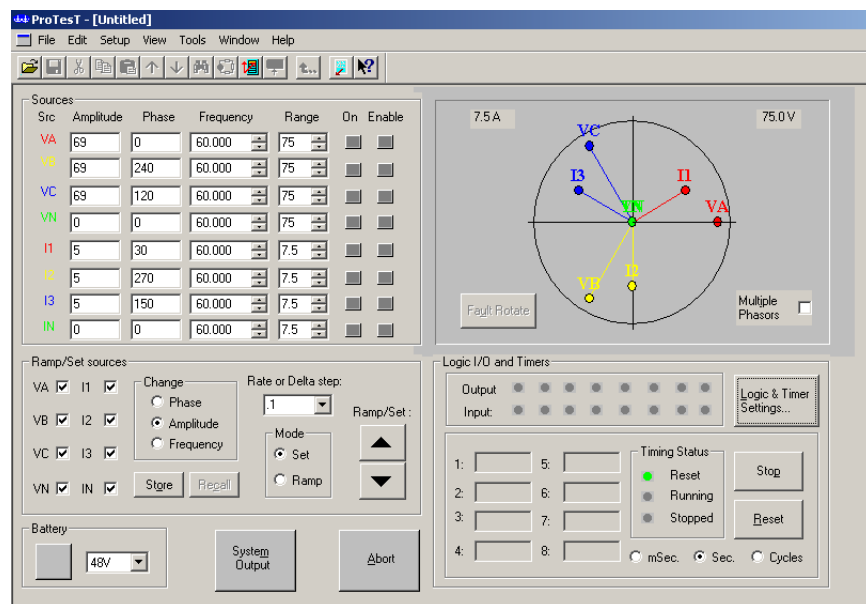 ProTesT - [Untitled]
File Edit Setup View Tools Window Help
Sources
Src Amplitude Phase Frequency Range On Enable
VA 69 0 60.000 75
VB 69 240 60.000 75
VC 69 120 60.000 75
VN 0 0 60.000 75
I1 5 30 60.000 7.5
I2 5 270 60.000 7.5
I3 5 150 60.000 7.5
IN 0 0 60.000 7.5
7.5 A 75.0 V
VC
I3 I1
VA
VB I2
Fault Rotate
Multiple Phasors
Ramp/Set sources
VA I1
VB I2
VC I3
VN IN
Change
Phase
Amplitude
Frequency
Store Recall
Rate or Delta step:
.1
Mode
Set
Ramp
Ramp/Set :
Battery
48V
System Output
Abort
Logic I/O and Timers
Output
Input:
Logic & Timer Settings...
1: 5:
2: 6:
3: 7:
4: 8:
Timing Status
Reset
Running
Stopped
Stop
Reset
mSec. Sec. Cycles